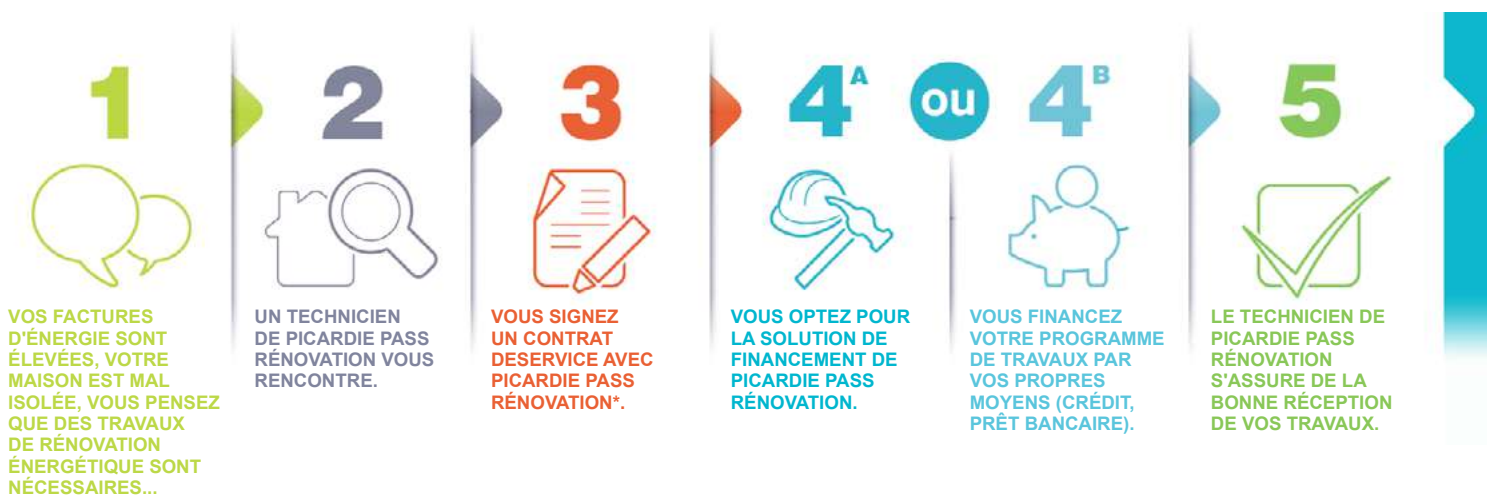 1
VOS FACTURES
D'ÉNERGIE SONT
ÉLEVÉES, VOTRE
MAISON EST MAL
ISOLÉE, VOUS PENSEZ
QUE DES TRAVAUX
DE RÉNOVATION
ÉNERGÉTIQUE SONT
NÉCESSAIRES...
2
UN TECHNICIEN
DE PICARDIE PASS
RÉNOVATION VOUS
RENCONTRE.
3
VOUS SIGNEZ
UN CONTRAT
DESERVICE AVEC
PICARDIE PASS
RÉNOVATION*.
4A
VOUS OPTEZ POUR
LA SOLUTION DE
FINANCEMENT DE
PICARDIE PASS
RÉNOVATION.
ou
4B
VOUS FINANCEZ
VOTRE PROGRAMME
DE TRAVAUX PAR
VOS PROPRES
MOYENS (CRÉDIT,
PRÊT BANCAIRE).
5
LE TECHNICIEN DE
PICARDIE PASS
RÉNOVATION
S'ASSURE DE LA
BONNE RÉCEPTION
DE VOS TRAVAUX.